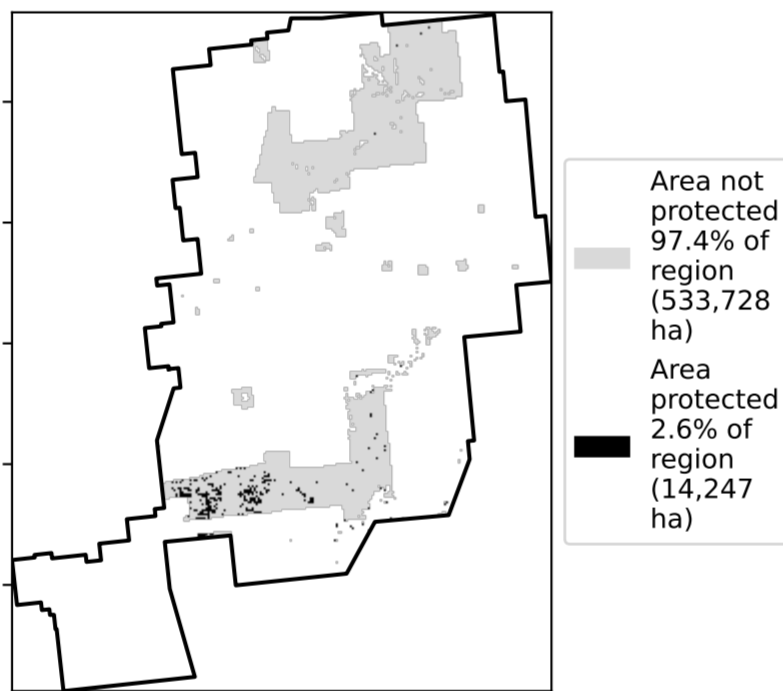 Area not
protected
97.4% of
region
(533,728
ha)
Area
protected
2.6% of
region
(14,247
ha)